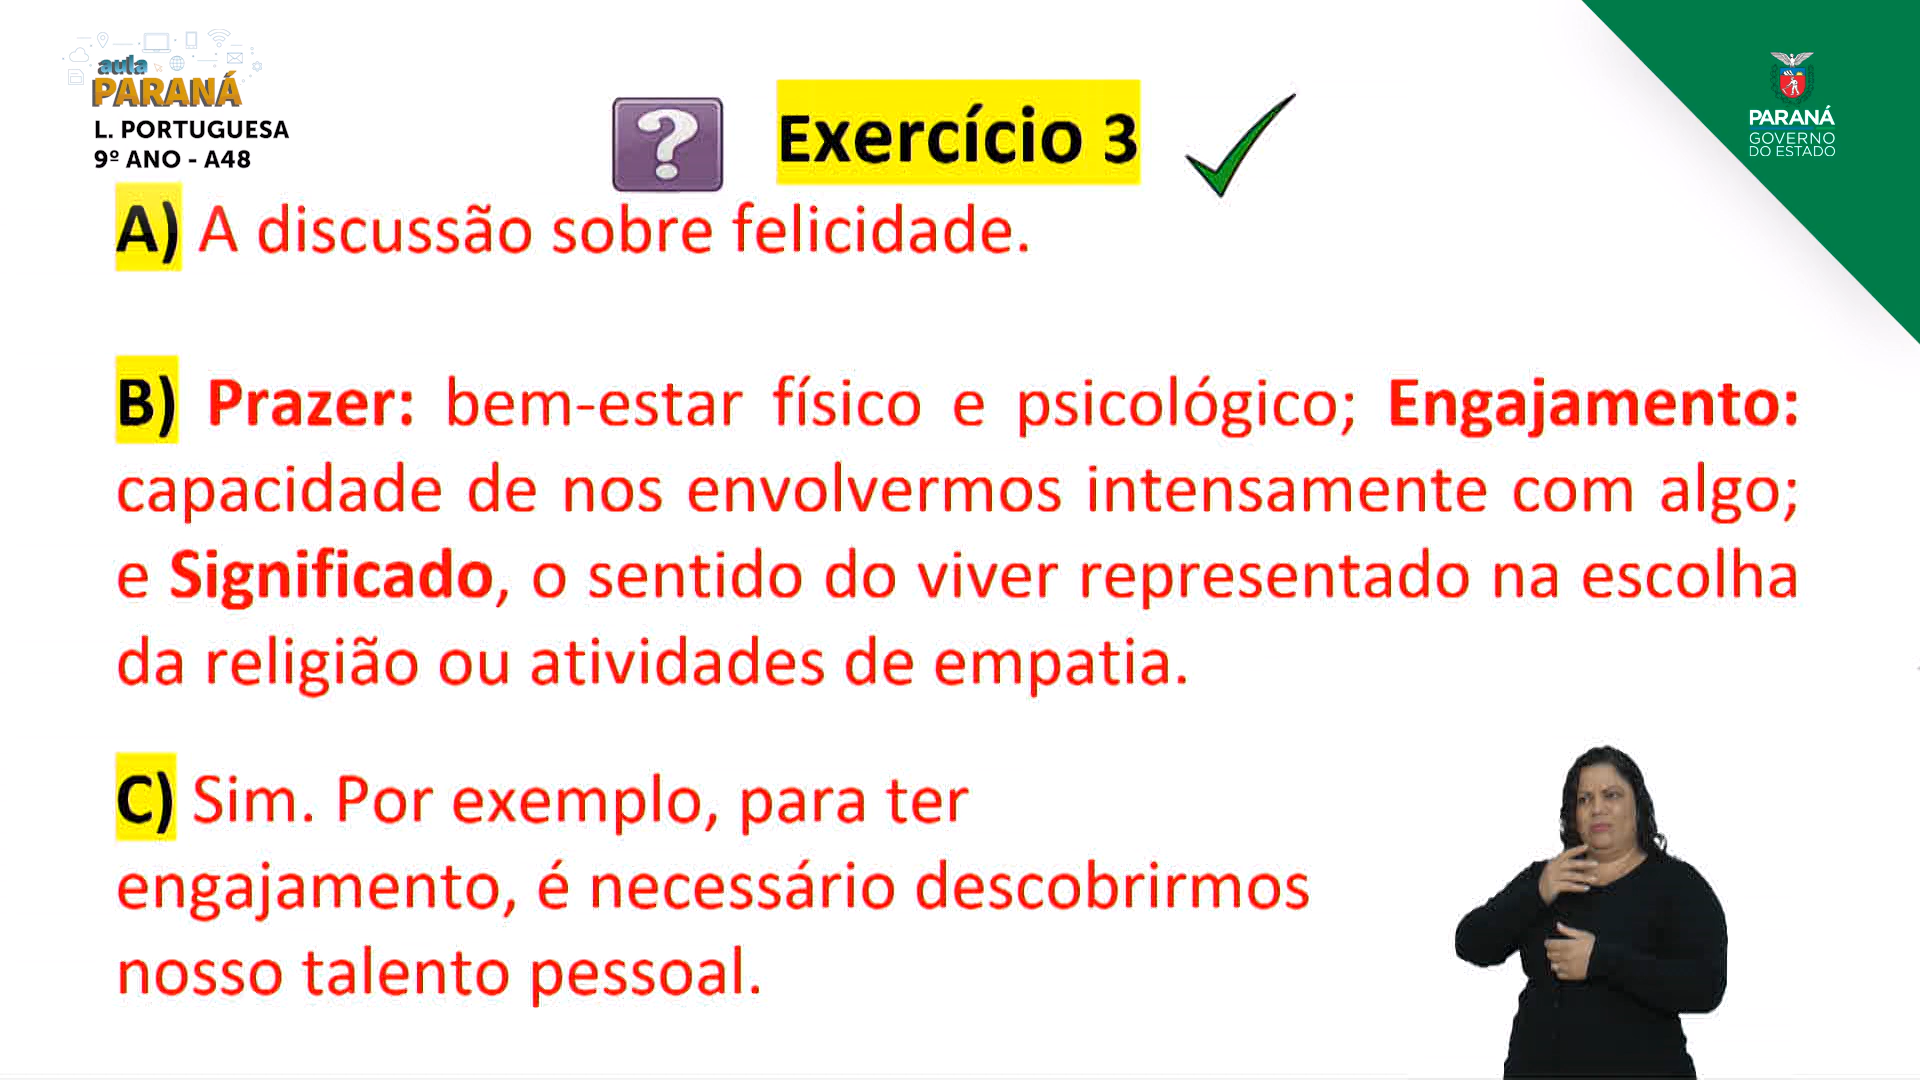 aula
PARANÁ
L. PORTUGUESA
9º ANO - A48
?
Exercício 3
PARANÁ
GOVERNO
DO ESTADO
A) A discussão sobre felicidade.
B) Prazer: bem-estar físico e psicológico; Engajamento:
capacidade de nos envolvermos intensamente com algo;
e Significado, o sentido do viver representado na escolha
da religião ou atividades de empatia.
C) Sim. Por exemplo, para ter
engajamento, é necessário descobrirmos
nosso talento pessoal.